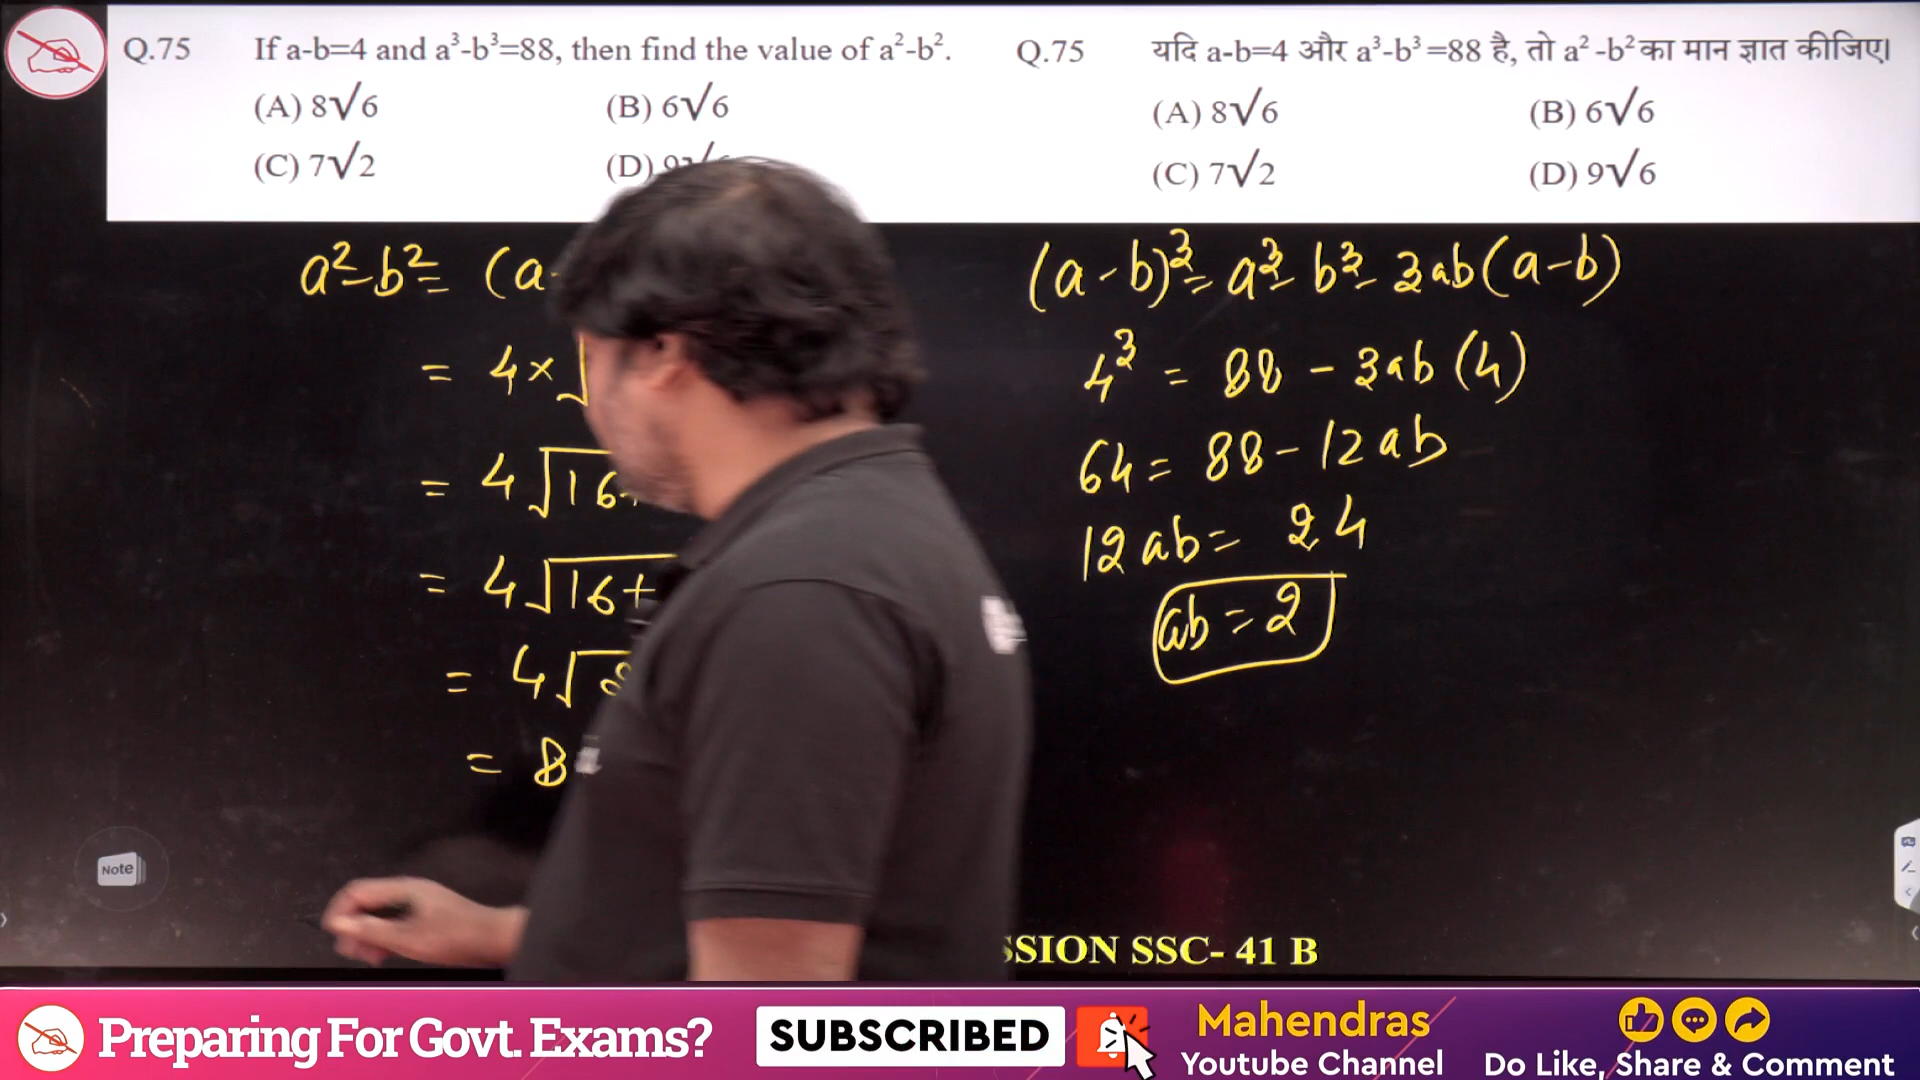 Q.75 If a-b=4 and a³-b³=88, then find the value of a²-b².
(A) 8√6 (B) 6√6
(C) 7√2 (D) 9√6
Q.75 यदि a-b=4 और a³-b³=88 है, तो a²-b² का मान ज्ञात कीजिए।
(A) 8√6 (B) 6√6
(C) 7√2 (D) 9√6
a²-b² = (a-
= 4×√
= 4√16+
= 4√16+
= 4√
= 8
(a-b)³ = a³-b³-3ab(a-b)
4³ = 88 - 3ab (4)
64 = 88 - 12ab
12ab = 24
ab = 2
Note
SSION SSC- 41 B
Preparing For Govt. Exams?
SUBSCRIBED
Mahendras
Youtube Channel
Do Like, Share & Comment